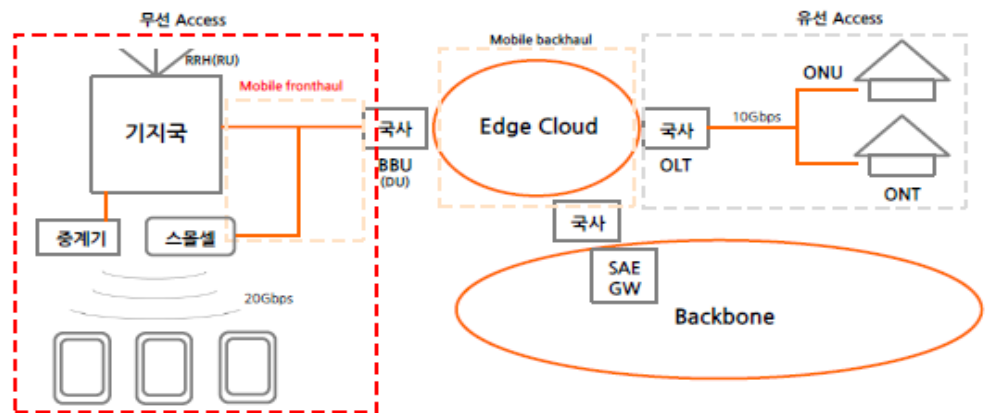 무선 Access
유선 Access
RRH(RU)
Mobile fronthaul
Mobile backhaul
기지국
국사
BBU
(DU)
Edge Cloud
국사
OLT
10Gbps
ONU
ONT
중계기
스몰셀
국사
SAE
GW
20Gbps
Backbone